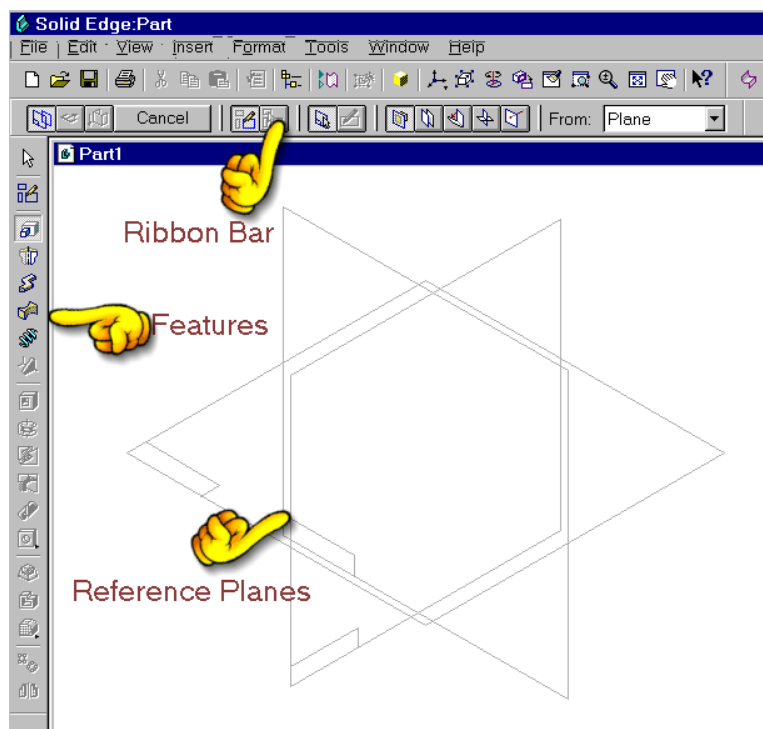 Solid Edge:Part
File Edit View Insert Format Tools Window Help
Cancel From: Plane
Part1
Ribbon Bar
Features
Reference Planes